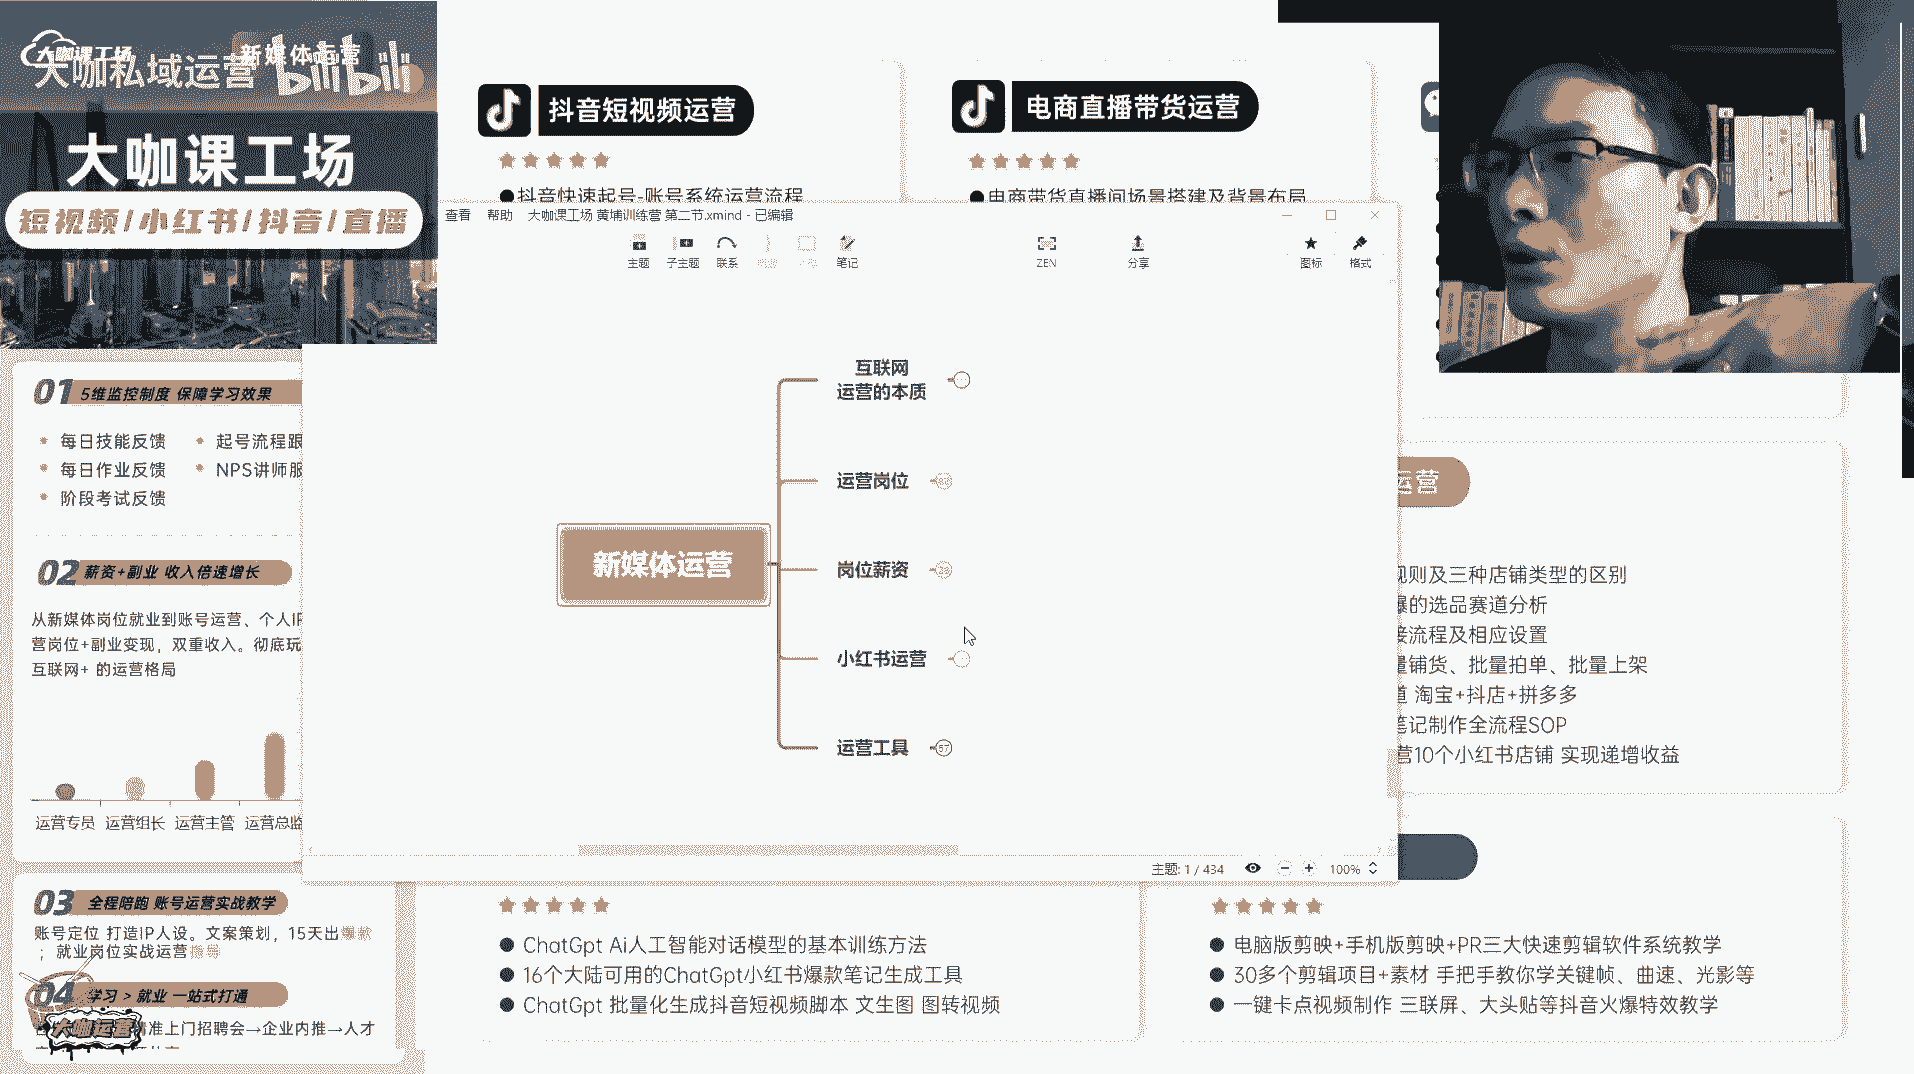 大咖课工场
新媒体运营
大咖私域运营
bilibili
大咖课工场
短视频/小红书/抖音/直播
抖音短视频运营
抖音快速起号-账号系统运营流程
电商直播带货运营
电商带货直播间场景搭建及背景布局
查看 帮助 大咖课工场 黄埔训练营 第二节.xmind - 已编辑
主题 子主题 联系 笔记 ZEN 分享 图标 格式
互联网
运营的本质
运营岗位
新媒体运营
岗位薪资
小红书运营
运营工具
57
主题: 1 / 434
100%
01 5维监控制度 保障学习效果
每日技能反馈
起号流程跟
每日作业反馈
NPS讲师服
阶段考试反馈
02 薪资+副业 收入倍速增长
从新媒体岗位就业到账号运营、个人IP
营岗位+副业变现，双重收入。彻底玩
互联网+ 的运营格局
运营专员 运营组长 运营主管 运营总监
03 全程陪跑 账号运营实战教学
账号定位 打造IP人设。文案策划，15天出爆款
；就业岗位实战运营指导
04 学习 > 就业 一站式打通
精准上门招聘会→企业内推→人才
大咖运营
运营
规则及三种店铺类型的区别
爆的选品赛道分析
接流程及相应设置
量铺货、批量拍单、批量上架
道 淘宝+抖店+拼多多
笔记制作全流程SOP
营10个小红书店铺 实现递增收益
ChatGpt Ai人工智能对话模型的基本训练方法
16个大陆可用的ChatGpt小红书爆款笔记生成工具
ChatGpt 批量化生成抖音短视频脚本 文生图 图转视频
电脑版剪映+手机版剪映+PR三大快速剪辑软件系统教学
30多个剪辑项目+素材 手把手教你学关键帧、曲速、光影等
一键卡点视频制作 三联屏、大头贴等抖音火爆特效教学